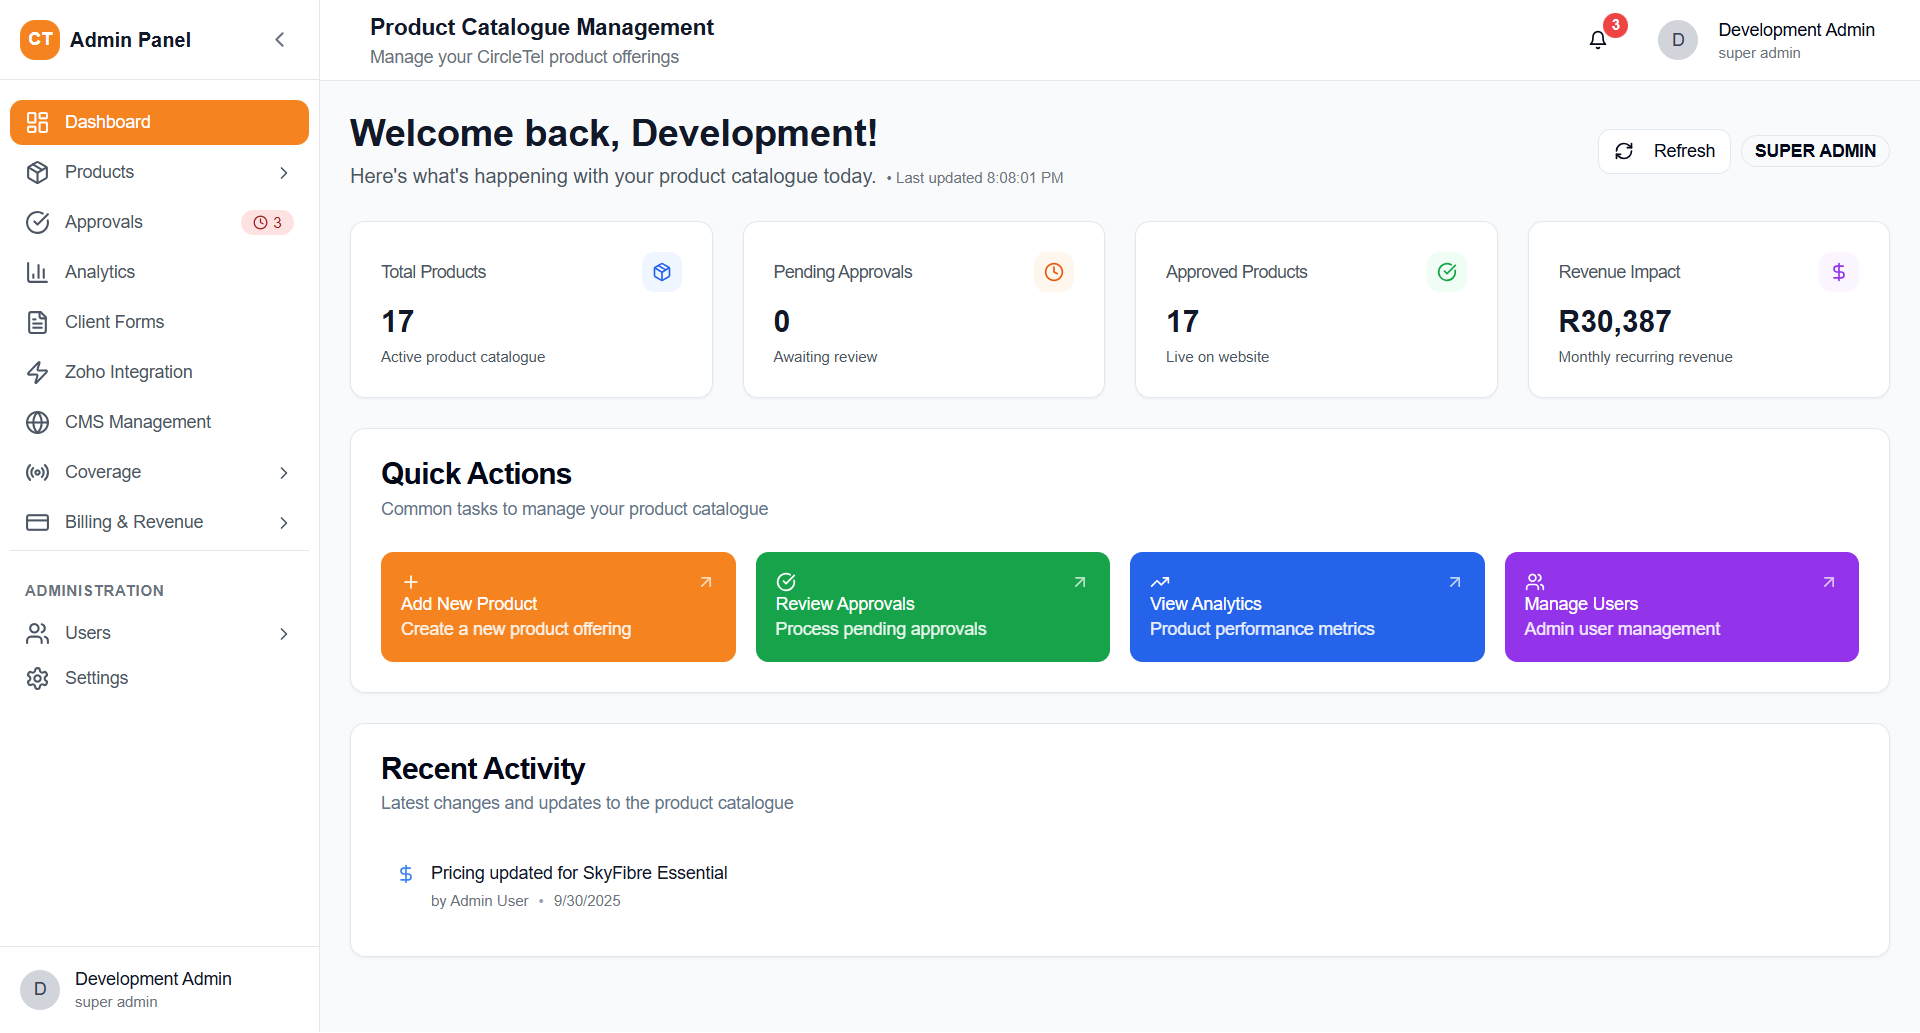 CT Admin Panel
Dashboard
Products
Approvals 3
Analytics
Client Forms
Zoho Integration
CMS Management
Coverage
Billing & Revenue
ADMINISTRATION
Users
Settings
D Development Admin
super admin
Product Catalogue Management
Manage your CircleTel product offerings
3
D Development Admin
super admin
Welcome back, Development!
Here's what's happening with your product catalogue today. • Last updated 8:08:01 PM
Refresh SUPER ADMIN
Total Products
17
Active product catalogue
Pending Approvals
0
Awaiting review
Approved Products
17
Live on website
Revenue Impact
R30,387
Monthly recurring revenue
Quick Actions
Common tasks to manage your product catalogue
Add New Product
Create a new product offering
Review Approvals
Process pending approvals
View Analytics
Product performance metrics
Manage Users
Admin user management
Recent Activity
Latest changes and updates to the product catalogue
Pricing updated for SkyFibre Essential
by Admin User • 9/30/2025